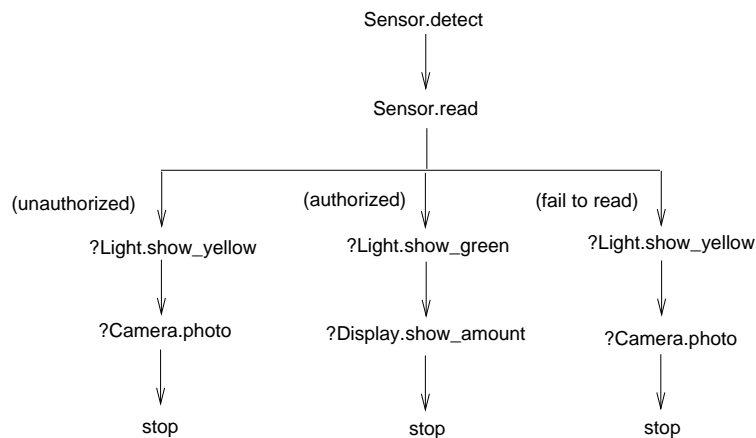 Sensor.detect
Sensor.read
(unauthorized)
(authorized)
(fail to read)
?Light.show_yellow
?Light.show_green
?Light.show_yellow
?Camera.photo
?Display.show_amount
?Camera.photo
stop
stop
stop